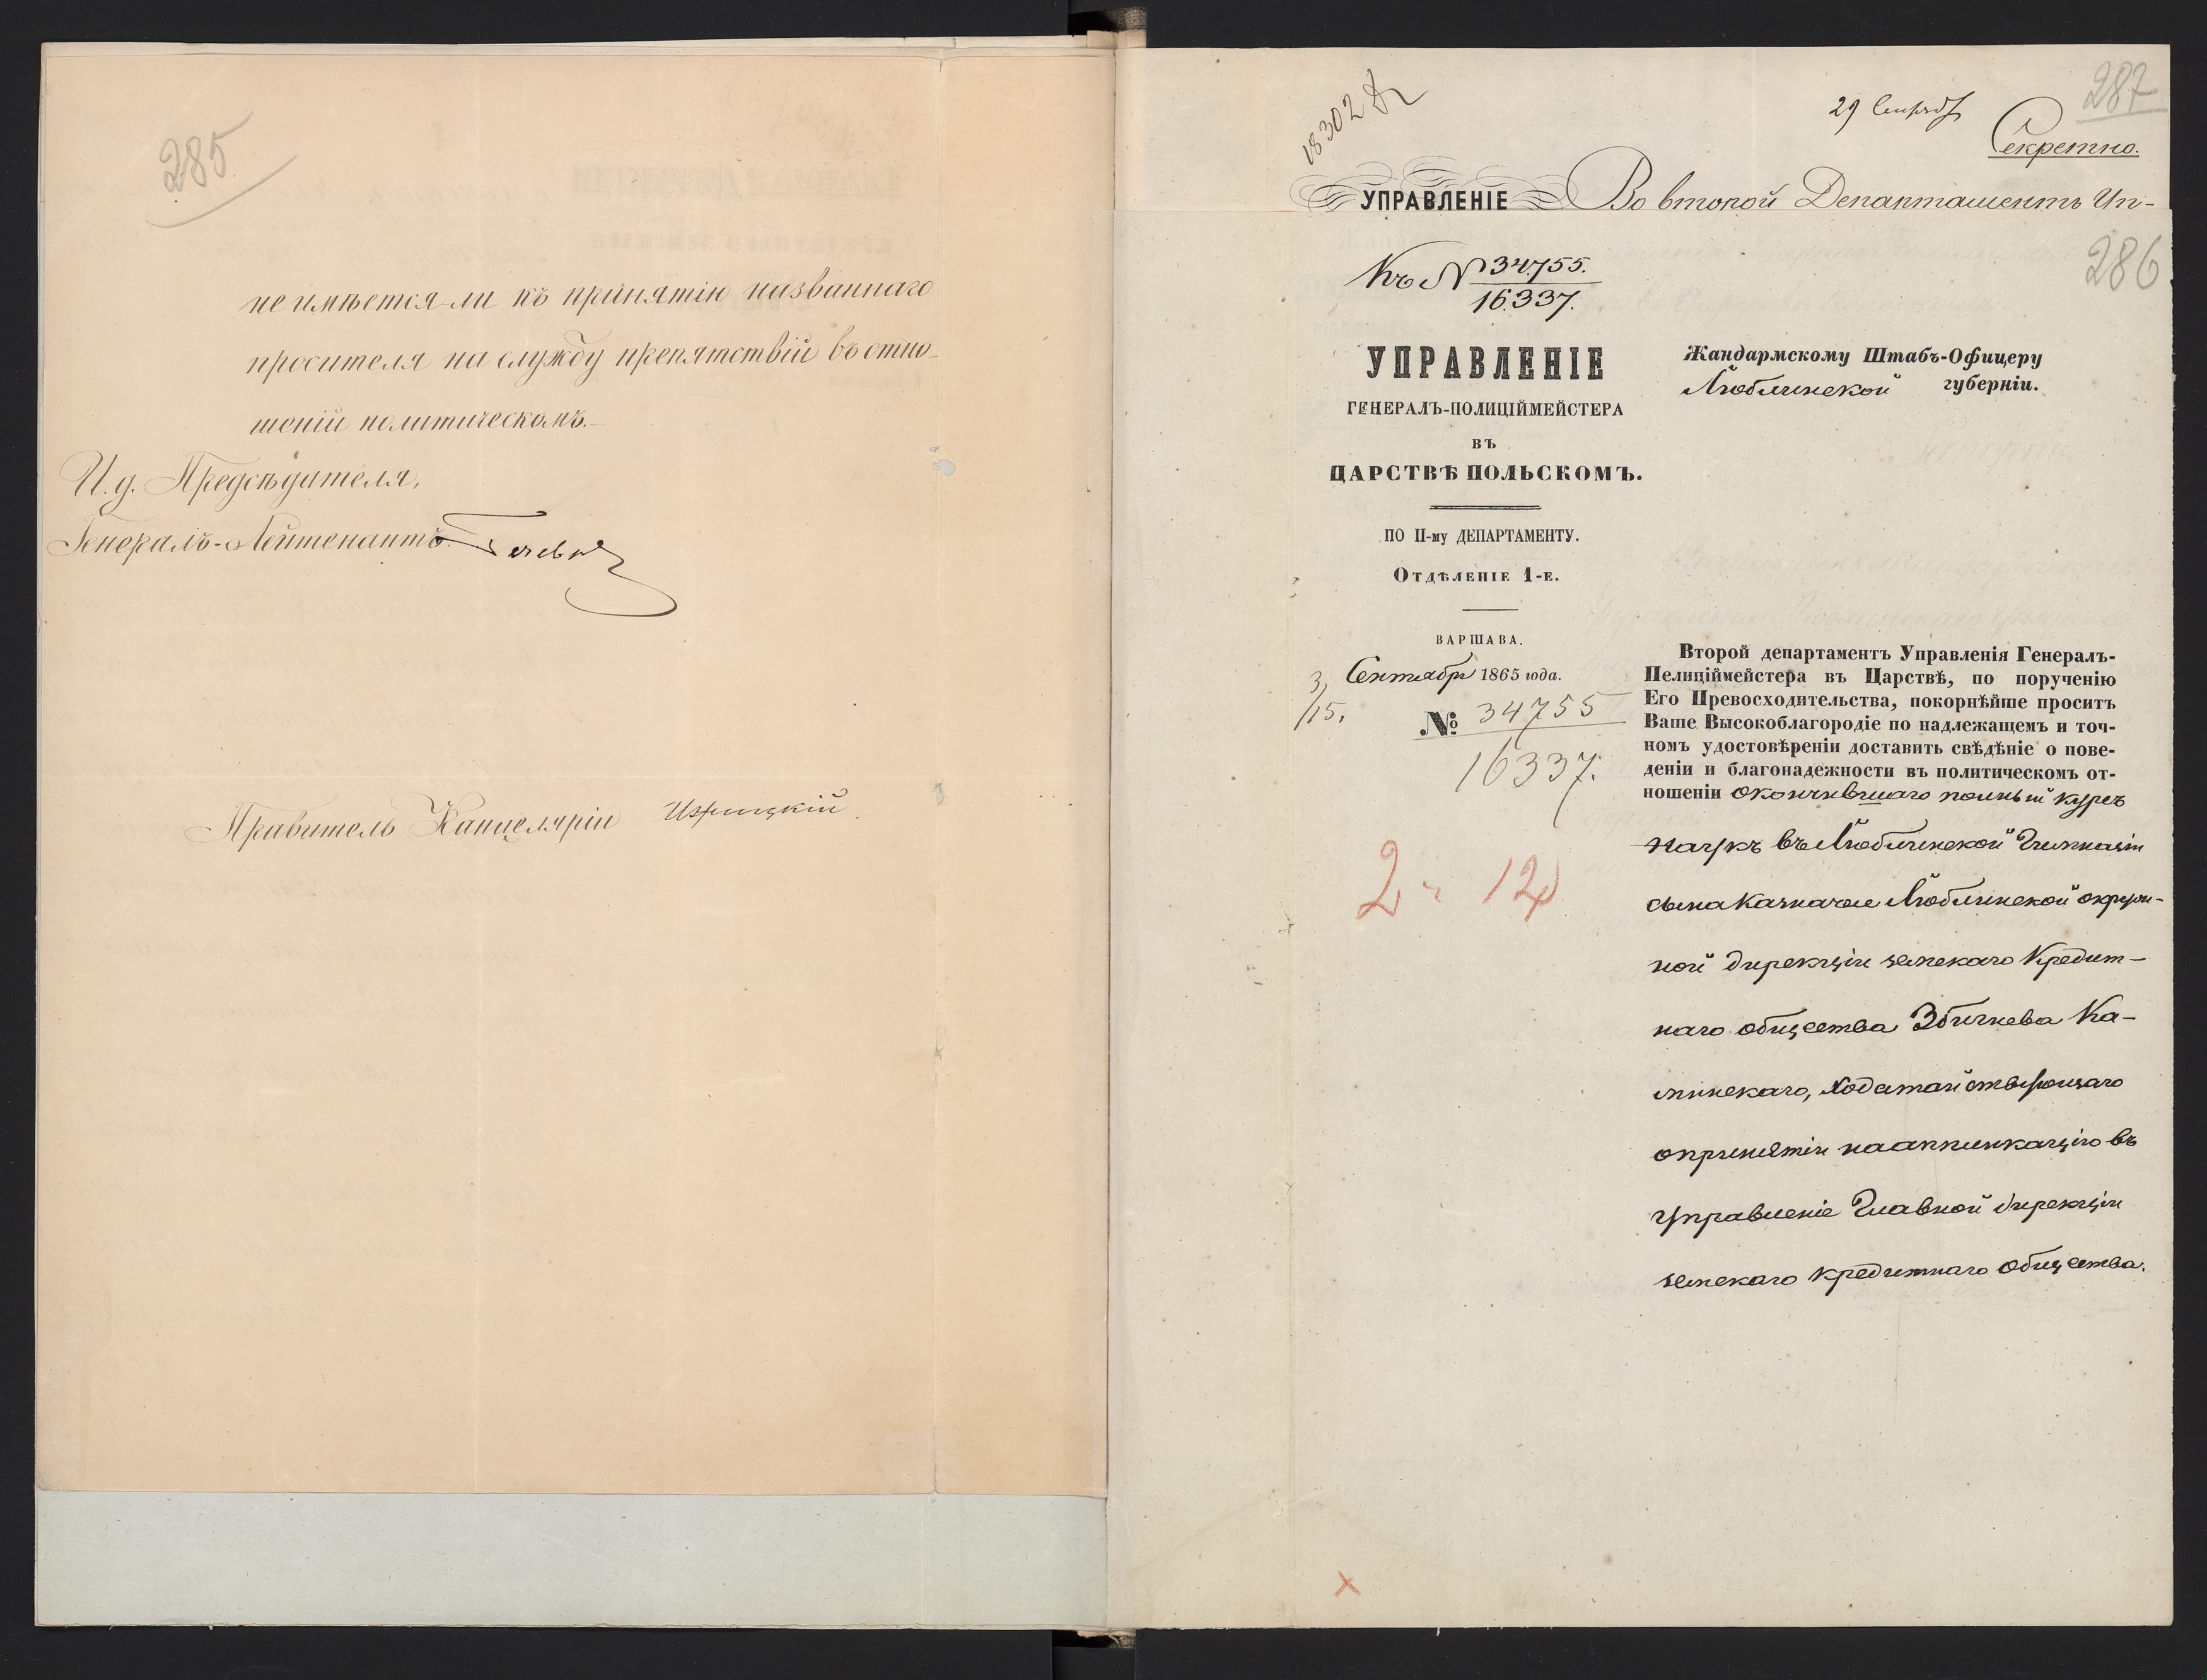 285
не имѣется-ли къ принятію названнаго
просителя на службу препятствій въ отно-
шеніи политическомъ.
И. д. Предсѣдателя,
Генералъ-Лейтенантъ
Правитель Канцеляріи
287
29 Сентяб
18302
Секретно.
УПРАВЛЕНІЕ
Во второй Департаментъ Уп-
286
Къ № 34755.
16337.
УПРАВЛЕНІЕ
ГЕНЕРАЛЪ-ПОЛИЦІЙМЕЙСТЕРА
ВЪ
ЦАРСТВѢ ПОЛЬСКОМЪ.
ПО II-му ДЕПАРТАМЕНТУ.
Отдѣленіе 1-е.
ВАРШАВА.
3/15. Сентября 1865 года.
№ 34755
16337.
2 12
Жандармскому Штабъ-Офицеру
Люблинской губерніи.
Второй департаментъ Управленія Генералъ-
Пелиціймейстера въ Царствѣ, по порученію
Его Превосходительства, покорнѣйше проситъ
Ваше Высокоблагородіе по надлежащемъ и точ-
номъ удостовѣреніи доставить свѣдѣніе о пове-
деніи и благонадежности въ политическомъ от-
ношеніи окончившаго полный курсъ
наукъ въ Люблинской Гимназіи
сына казначея Люблинской окруж-
ной дирекціи земскаго Кредит-
наго общества Збигнева Ка-
минскаго, ходатайствующаго
о принятіи на аппликацію въ
Управленіе Главной дирекціи
земскаго кредитнаго общества.